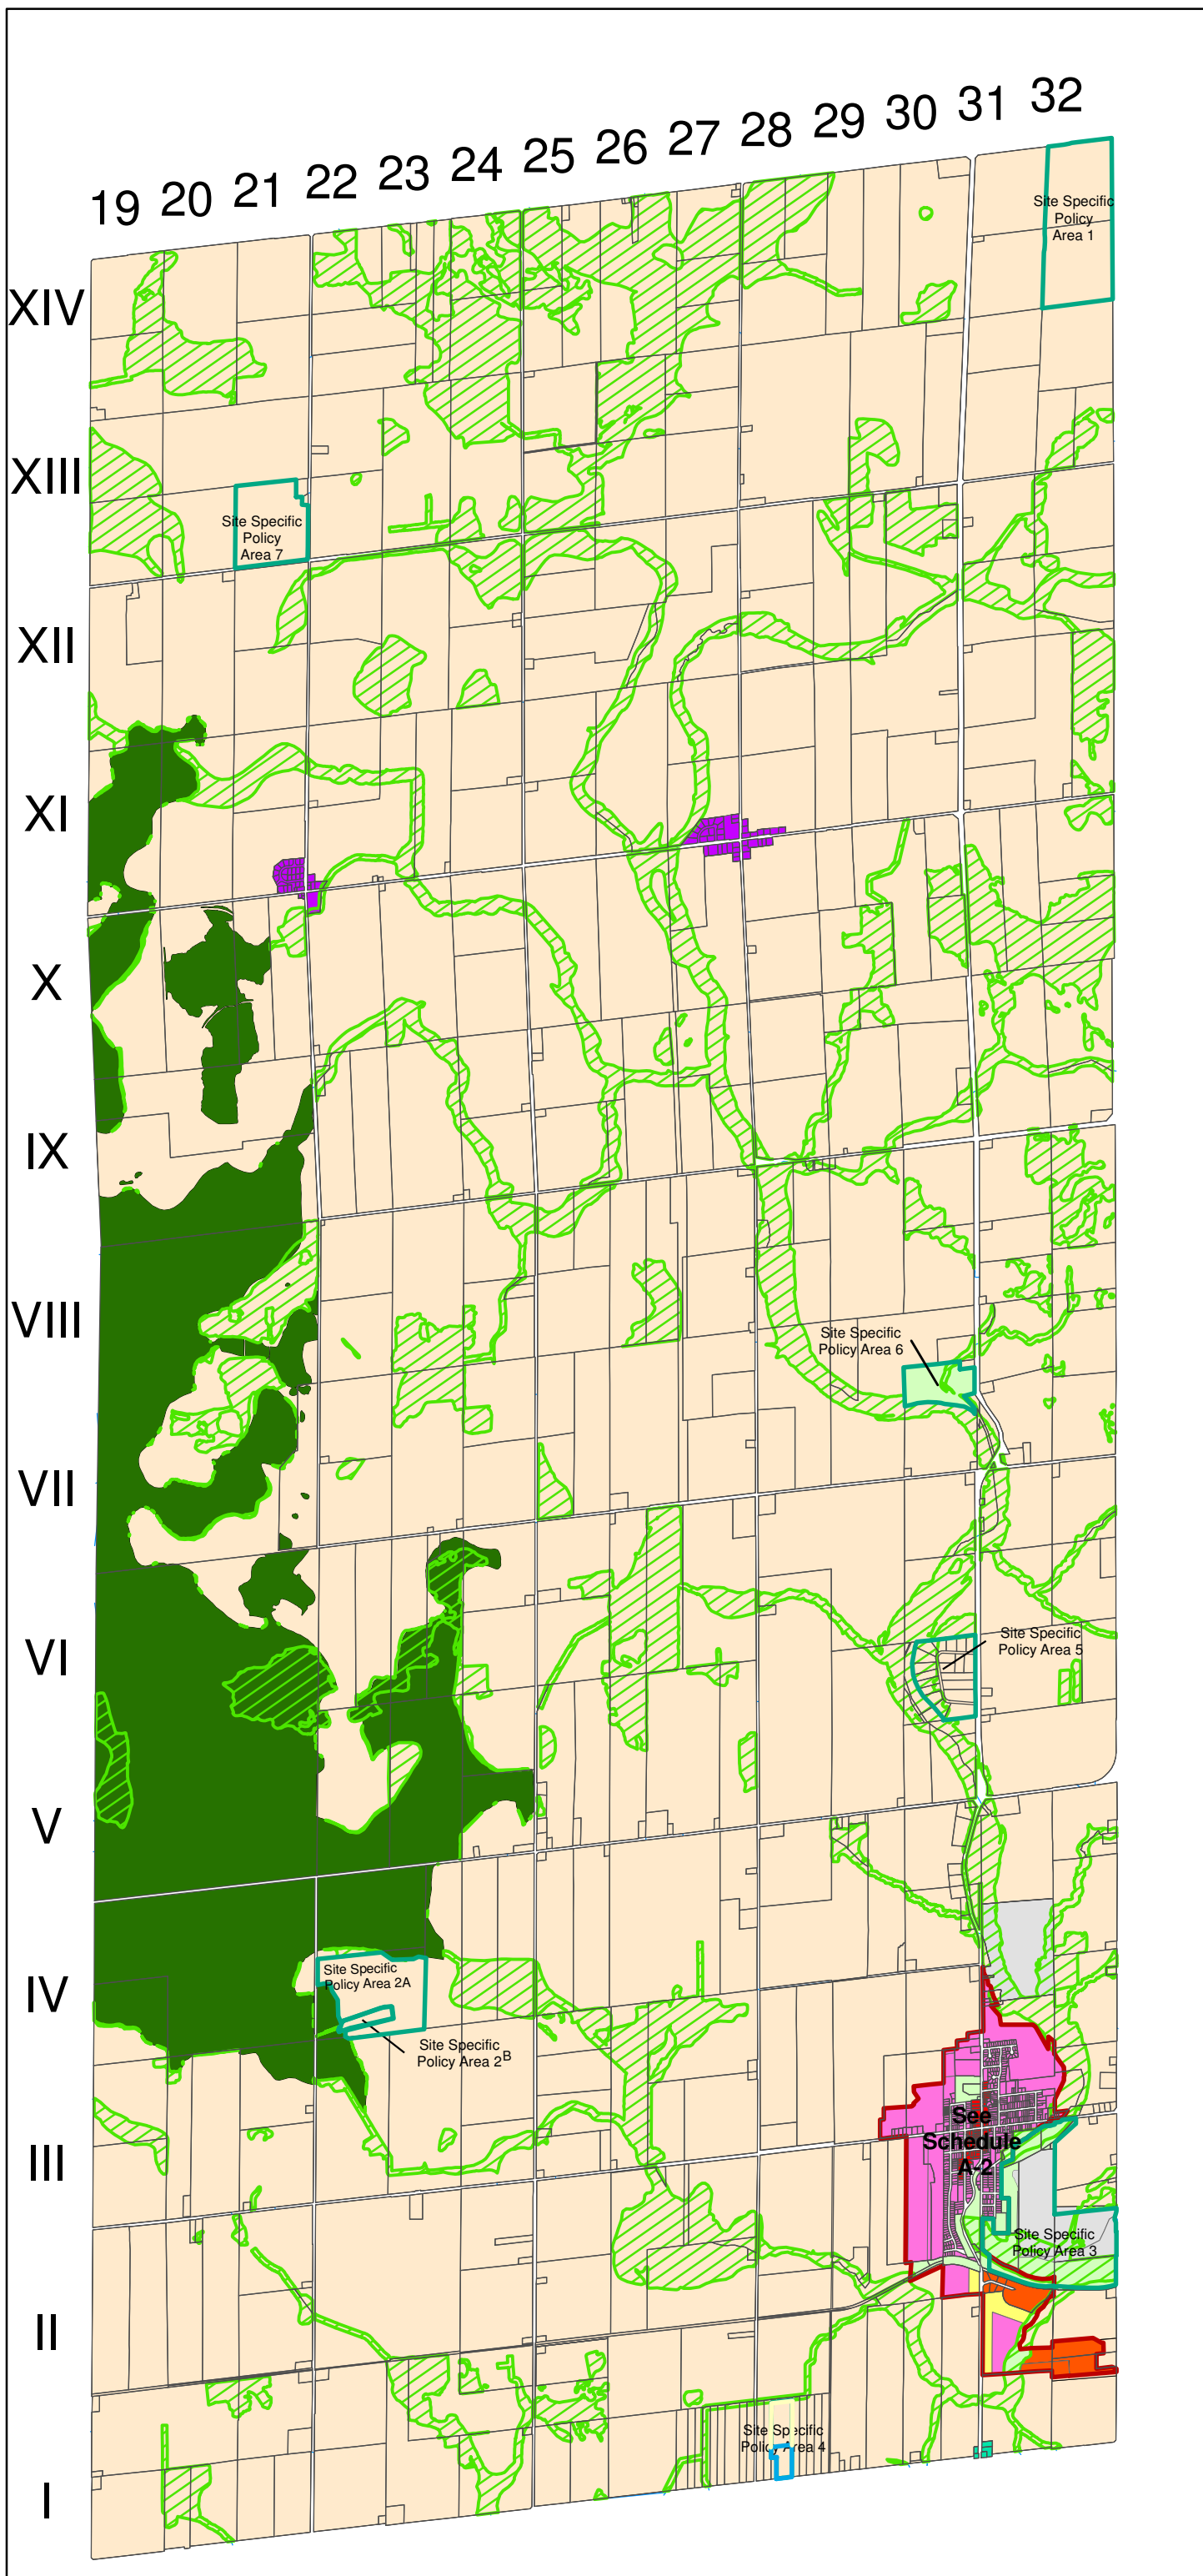 19 20 21 22 23 24 25 26 27 28 29 30 31 32
Site Specific
Policy
Area 1
XIV
XIII
Site Specific
Policy
Area 7
XII
XI
X
IX
VIII
Site Specific
Policy Area 6
VII
Site Specific
Policy Area 5
VI
V
Site Specific
Policy Area 2A
IV
Site Specific
Policy Area 2B
See
Schedule
A-2
III
Site Specific
Policy Area 3
II
Site Specific
Policy Area 4
I